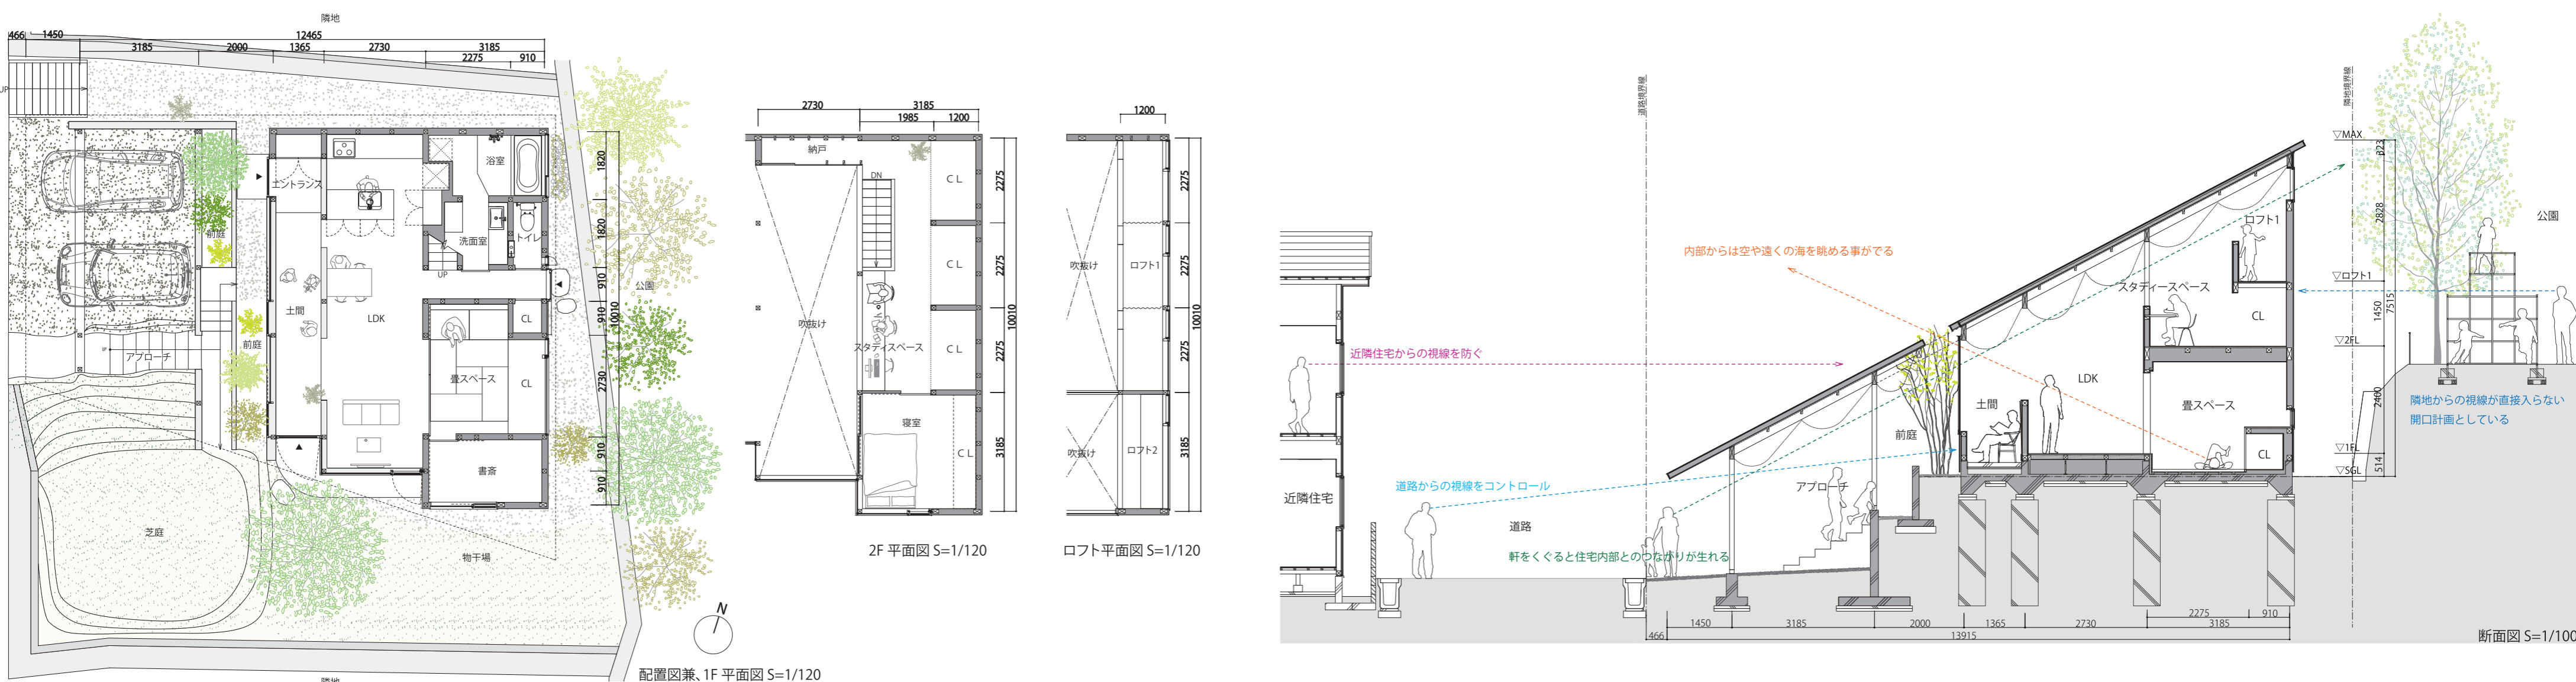 隣地
466
1450
12465
3185
2000
1365
2730
3185
2275
910
UP
エントランス
浴室
1820
前庭
洗面室
トイレ
1820
UP
910
公園
土間
LDK
CL
910
10010
前庭
アプローチ
畳スペース
CL
2730
910
書斎
910
芝庭
物干場
N
配置図兼、1F 平面図 S=1/120
隣地
2730
3185
1985
1200
納戸
DN
CL
2275
CL
2275
吹抜け
スタディスペース
CL
2275
10010
寝室
CL
3185
2F 平面図 S=1/120
1200
2275
吹抜け
ロフト1
2275
2275
10010
吹抜け
ロフト2
3185
ロフト平面図 S=1/120
道路境界線
隣地境界線
▽MAX
323
公園
ロフト1
2828
内部からは空や遠くの海を眺める事がでる
スタディースペース
▽ロフト1
CL
1450
7515
▽2FL
近隣住宅からの視線を防ぐ
LDK
土間
畳スペース
2400
隣地からの視線が直接入らない
開口計画としている
前庭
CL
▽1FL
▽SGL
514
近隣住宅
道路からの視線をコントロール
アプローチ
道路
軒をくぐると住宅内部とのつながりが生れる
466
1450
3185
2000
1365
2730
2275
910
3185
13915
断面図 S=1/100